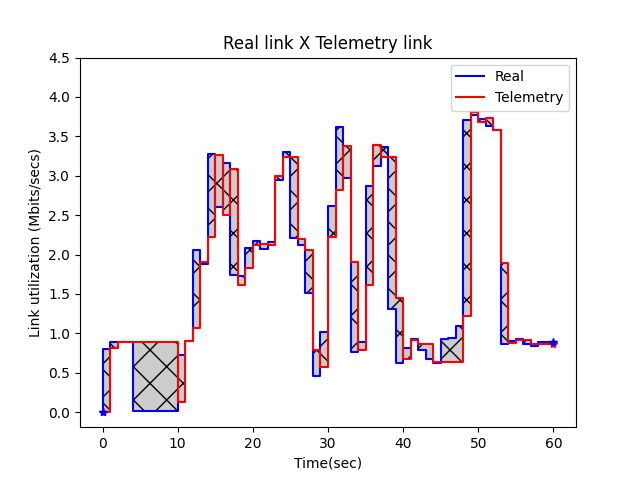 Real link X Telemetry link
Real
Telemetry
Link utilization (Mbits/secs)
4.5
4.0
3.5
3.0
2.5
2.0
1.5
1.0
0.5
0.0
0 10 20 30 40 50 60
Time(sec)